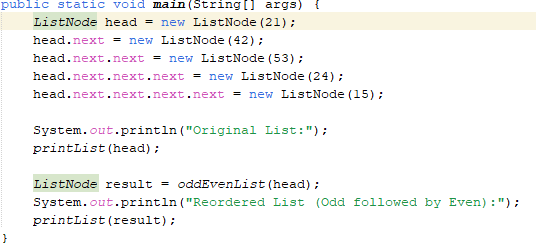 public static void main(String[] args) {
ListNode head = new ListNode(21);
head.next = new ListNode(42);
head.next.next = new ListNode(53);
head.next.next.next = new ListNode(24);
head.next.next.next.next = new ListNode(15);
System.out.println("Original List:");
printList(head);
ListNode result = oddEvenList(head);
System.out.println("Reordered List (Odd followed by Even):");
printList(result);
}